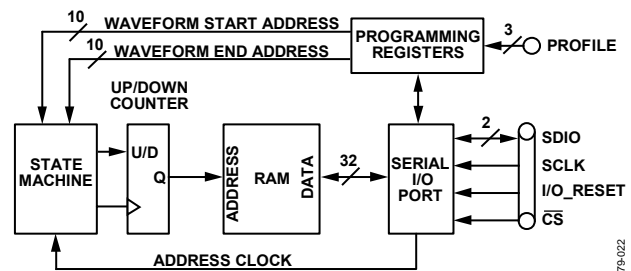 10
WAVEFORM START ADDRESS
10
WAVEFORM END ADDRESS
PROGRAMMING
REGISTERS
3
PROFILE
UP/DOWN
COUNTER
STATE
MACHINE
U/D
Q
ADDRESS
RAM
DATA
32
SERIAL
I/O
PORT
2
SDIO
SCLK
I/O_RESET
CS
ADDRESS CLOCK
79-022